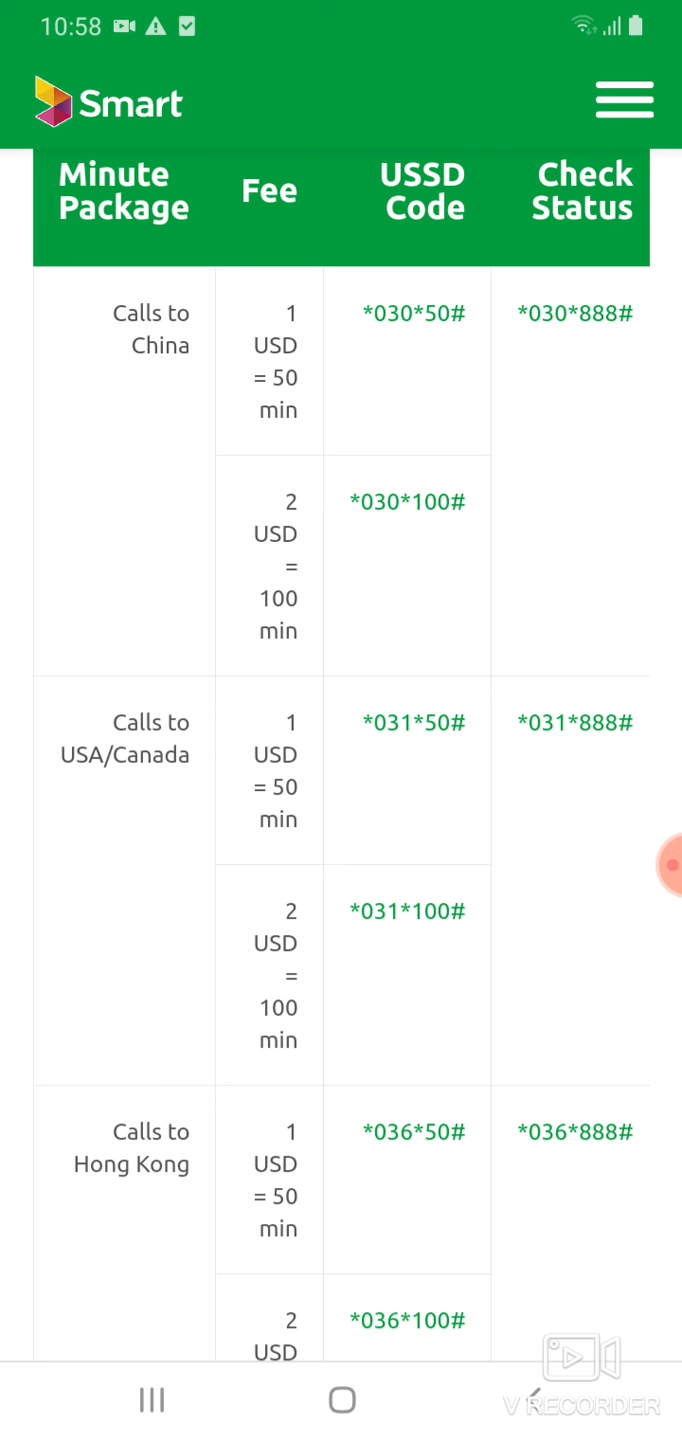 10:58
Smart
Minute
Package
Fee
USSD
Code
Check
Status
Calls to
China
1
USD
= 50
min
*030*50#
*030*888#
2
USD
=
100
min
*030*100#
Calls to
USA/Canada
1
USD
= 50
min
*031*50#
*031*888#
2
USD
=
100
min
*031*100#
Calls to
Hong Kong
1
USD
= 50
min
*036*50#
*036*888#
2
USD
*036*100#
V RECORDER